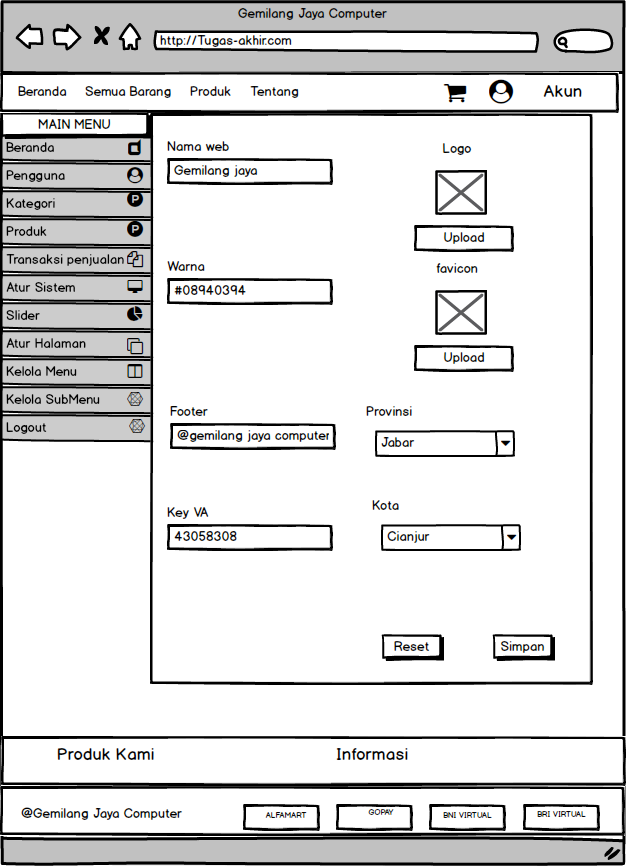 Gemilang Jaya Computer
http://Tugas-akhir.com
Beranda Semua Barang Produk Tentang Akun
MAIN MENU
Beranda
Pengguna
Kategori P
Produk P
Transaksi penjualan
Atur Sistem
Slider
Atur Halaman
Kelola Menu
Kelola SubMenu
Logout
Nama web
Gemilang jaya
Logo
Upload
Warna
#08940394
favicon
Upload
Footer
@gemilang jaya computer
Provinsi
Jabar
Key VA
43058308
Kota
Cianjur
Reset Simpan
Produk Kami Informasi
@Gemilang Jaya Computer ALFAMART GOPAY BNI VIRTUAL BRI VIRTUAL